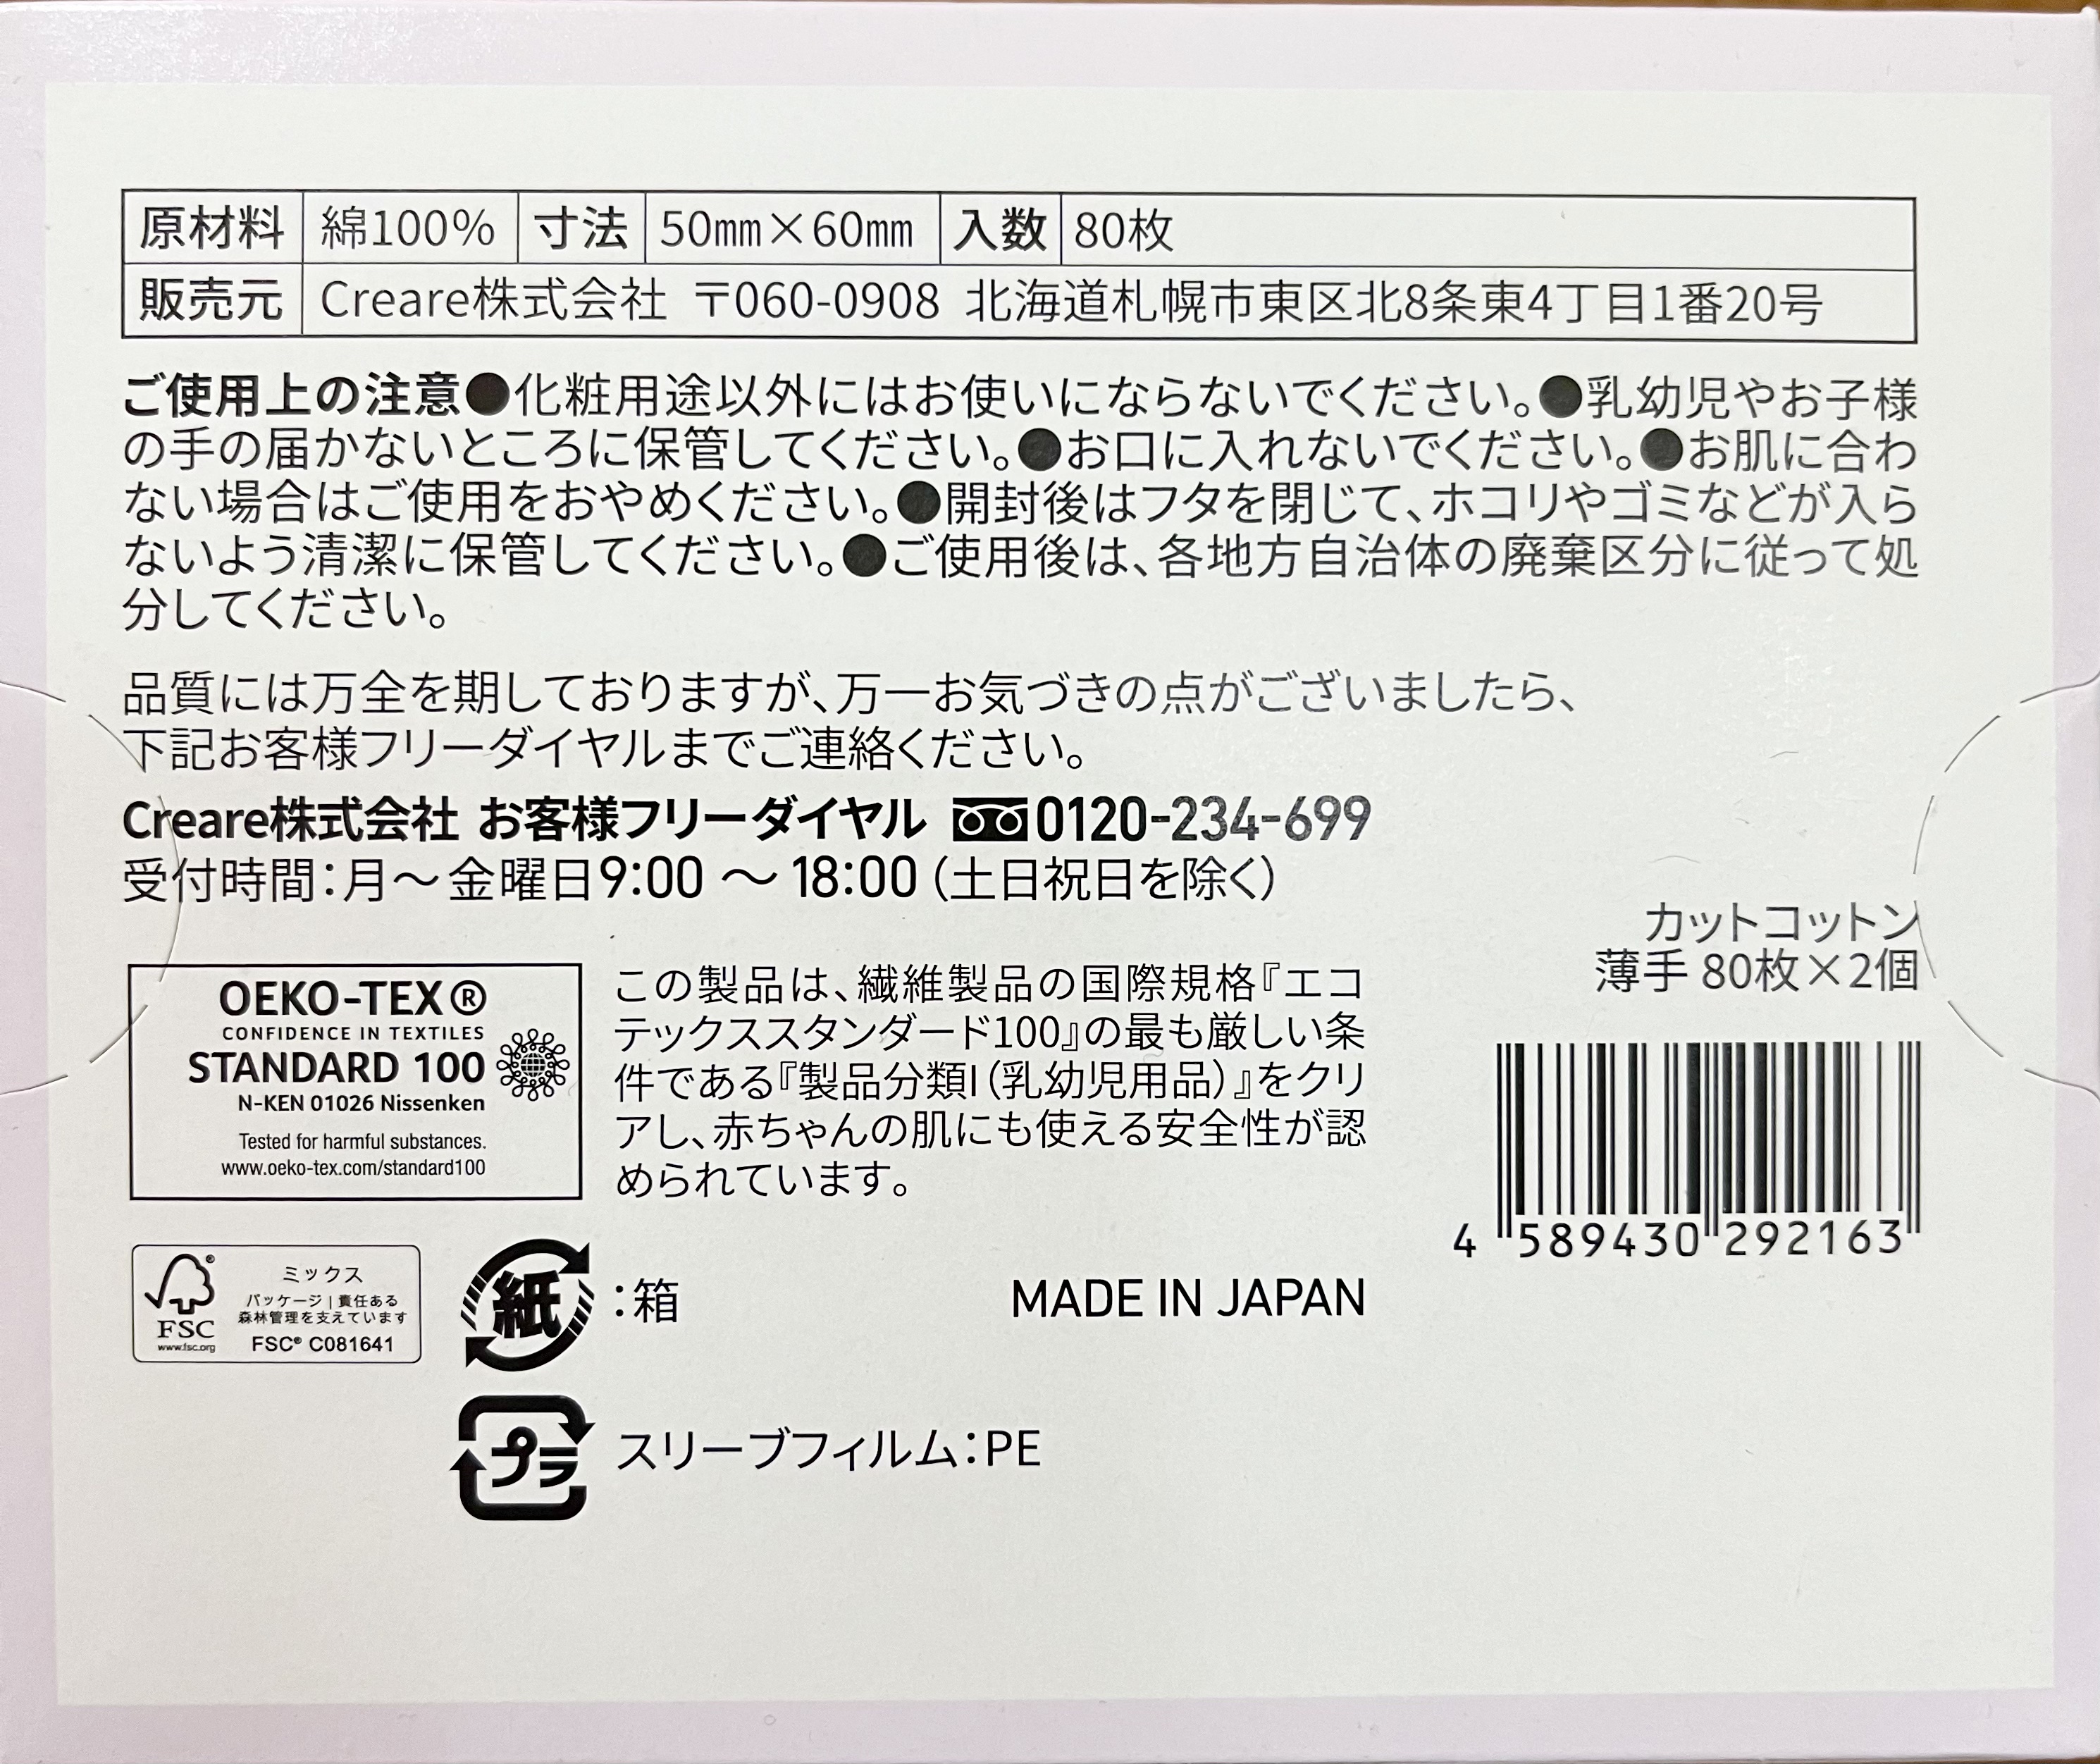 原材料 綿100% 寸法 50㎜×60㎜ 入数 80枚
販売元 Creare株式会社 〒060-0908 北海道札幌市東区北8条東4丁目1番20号
ご使用上の注意●化粧用途以外にはお使いにならないでください。●乳幼児やお子様
の手の届かないところに保管してください。●お口に入れないでください。●お肌に合わ
ない場合はご使用をおやめください。●開封後はフタを閉じて、ホコリやゴミなどが入ら
ないよう清潔に保管してください。●ご使用後は、各地方自治体の廃棄区分に従って処
分してください。
品質には万全を期しておりますが、万一お気づきの点がございましたら、
下記お客様フリーダイヤルまでご連絡ください。
Creare株式会社 お客様フリーダイヤル 0120-234-699
受付時間：月～金曜日9:00 ～ 18:00（土日祝日を除く）
OEKO-TEX®
CONFIDENCE IN TEXTILES
STANDARD 100
N-KEN 01026 Nissenken
Tested for harmful substances.
www.oeko-tex.com/standard100
この製品は、繊維製品の国際規格『エコ
テックススタンダード100』の最も厳しい条
件である『製品分類I（乳幼児用品）』をクリ
アし、赤ちゃんの肌にも使える安全性が認
められています。
カットコットン
薄手 80枚×2個
4 589430 292163
FSC
www.fsc.org
ミックス
パッケージ | 責任ある
森林管理を支えています
FSC® C081641
紙：箱
MADE IN JAPAN
プラ スリーブフィルム：PE